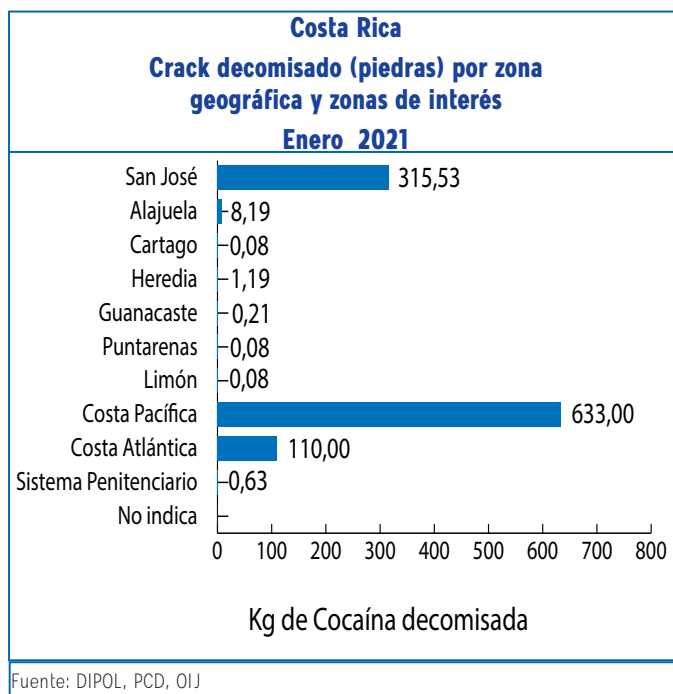 Costa Rica
Crack decomisado (piedras) por zona
geográfica y zonas de interés
Enero 2021
San José 315,53
Alajuela 8,19
Cartago 0,08
Heredia 1,19
Guanacaste 0,21
Puntarenas 0,08
Limón 0,08
Costa Pacífica 633,00
Costa Atlántica 110,00
Sistema Penitenciario 0,63
No indica
0 100 200 300 400 500 600 700 800
Kg de Cocaína decomisada
Fuente: DIPOL, PCD, OIJ